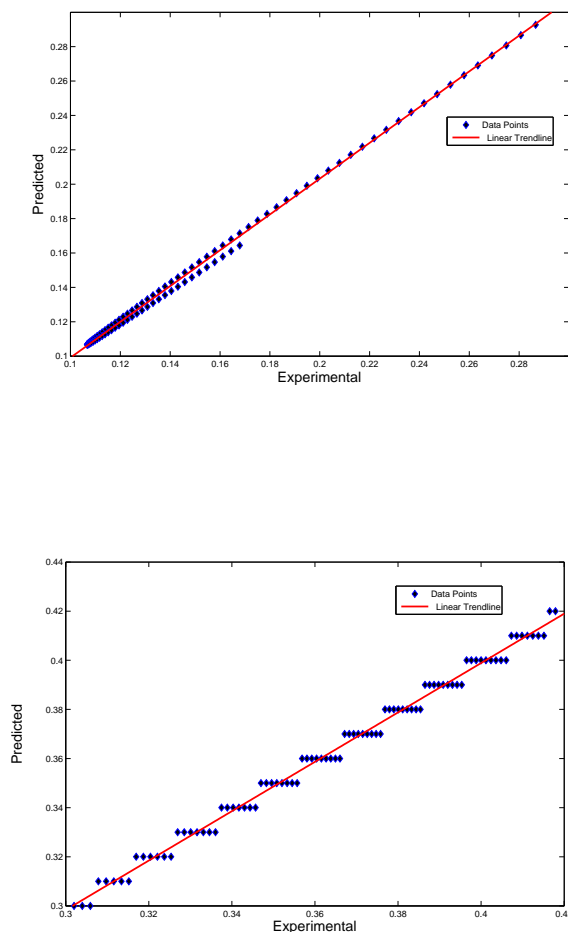 0.28
0.26
0.24
0.22
0.2
0.18
0.16
0.14
0.12
0.1
Predicted
Data Points
Linear Trendline
0.1 0.12 0.14 0.16 0.18 0.2 0.22 0.24 0.26 0.28
Experimental
0.44
0.42
0.4
0.38
0.36
0.34
0.32
0.3
Predicted
Data Points
Linear Trendline
0.3 0.32 0.34 0.36 0.38 0.4
Experimental